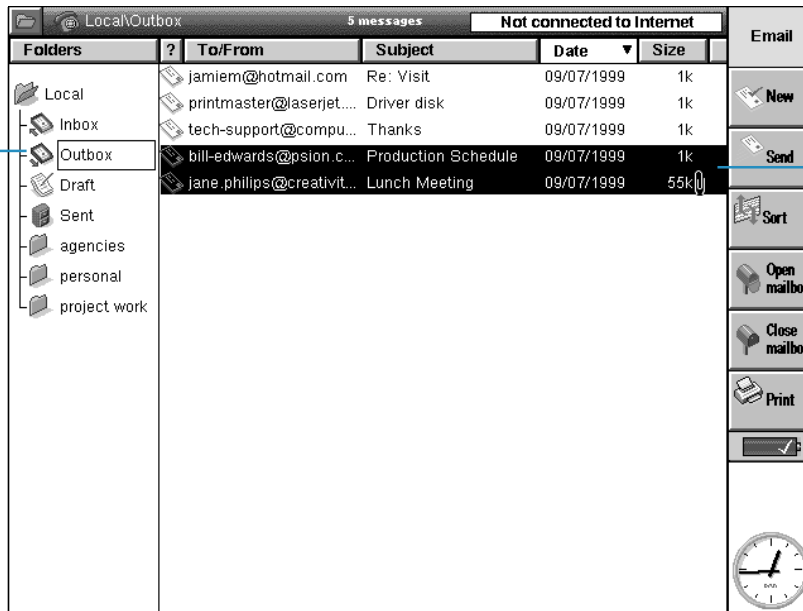 Local\Outbox 5 messages Not connected to Internet
Email
Folders ? To/From Subject Date Size
Local
Inbox
Outbox
Draft
Sent
agencies
personal
project work
jamiem@hotmail.com Re: Visit 09/07/1999 1k
printmaster@laserjet.... Driver disk 09/07/1999 1k
tech-support@compu... Thanks 09/07/1999 1k
bill-edwards@psion.c... Production Schedule 09/07/1999 1k
jane.philips@creativit... Lunch Meeting 09/07/1999 55k
New
Send
Sort
Open
mailbo
Close
mailbo
Print